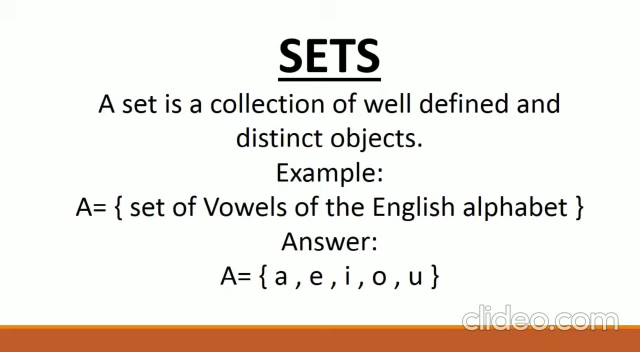 SETS
A set is a collection of well defined and
distinct objects.
Example:
A= { set of Vowels of the English alphabet }
Answer:
A= { a , e , i , o , u }
clideo.com